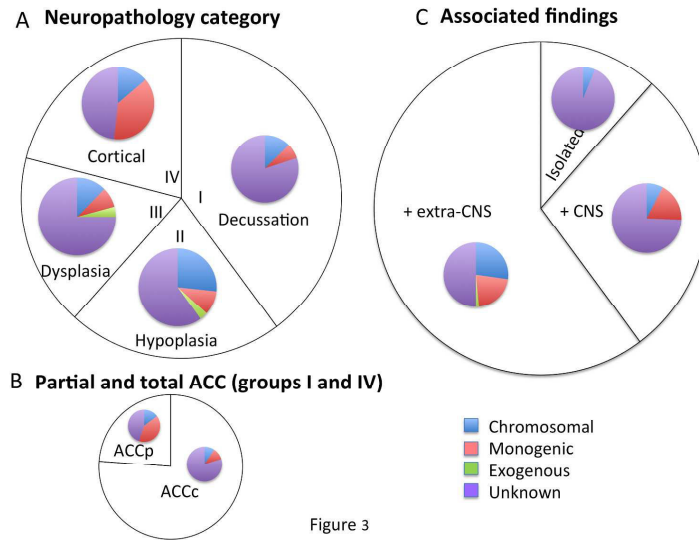 A Neuropathology category
Cortical
IV
I
Decussation
III
II
Dysplasia
Hypoplasia
C Associated findings
Isolated
+ extra-CNS
+ CNS
B Partial and total ACC (groups I and IV)
ACCp
ACCc
Chromosomal
Monogenic
Exogenous
Unknown
Figure 3